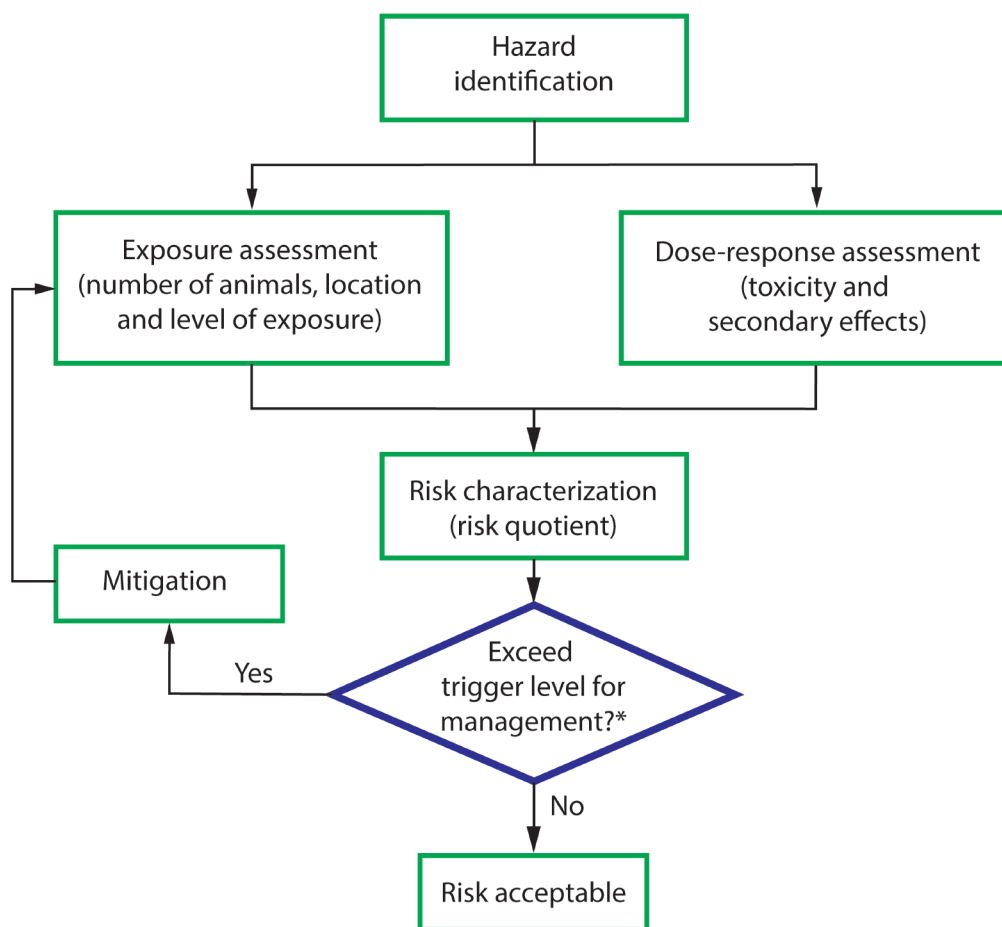 Hazard
identification
Exposure assessment
(number of animals, location
and level of exposure)
Dose-response assessment
(toxicity and
secondary effects)
Risk characterization
(risk quotient)
Mitigation
Exceed
trigger level for
management?*
Yes
No
Risk acceptable